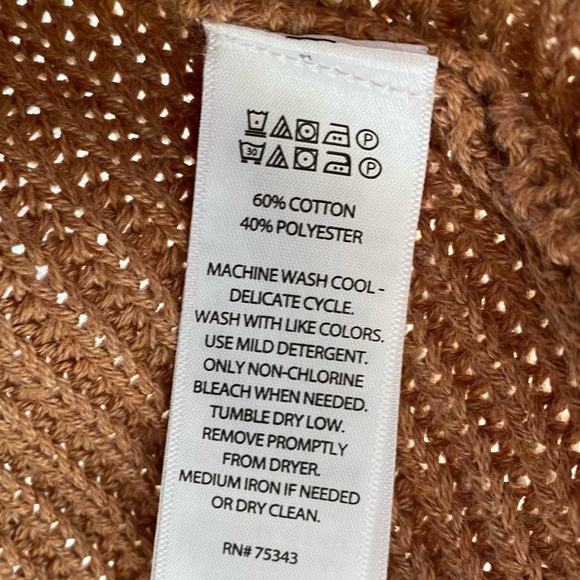 P
30 P
60% COTTON
40% POLYESTER
MACHINE WASH COOL -
DELICATE CYCLE.
WASH WITH LIKE COLORS.
USE MILD DETERGENT.
ONLY NON-CHLORINE
BLEACH WHEN NEEDED.
TUMBLE DRY LOW.
REMOVE PROMPTLY
FROM DRYER.
MEDIUM IRON IF NEEDED
OR DRY CLEAN.
RN# 75343